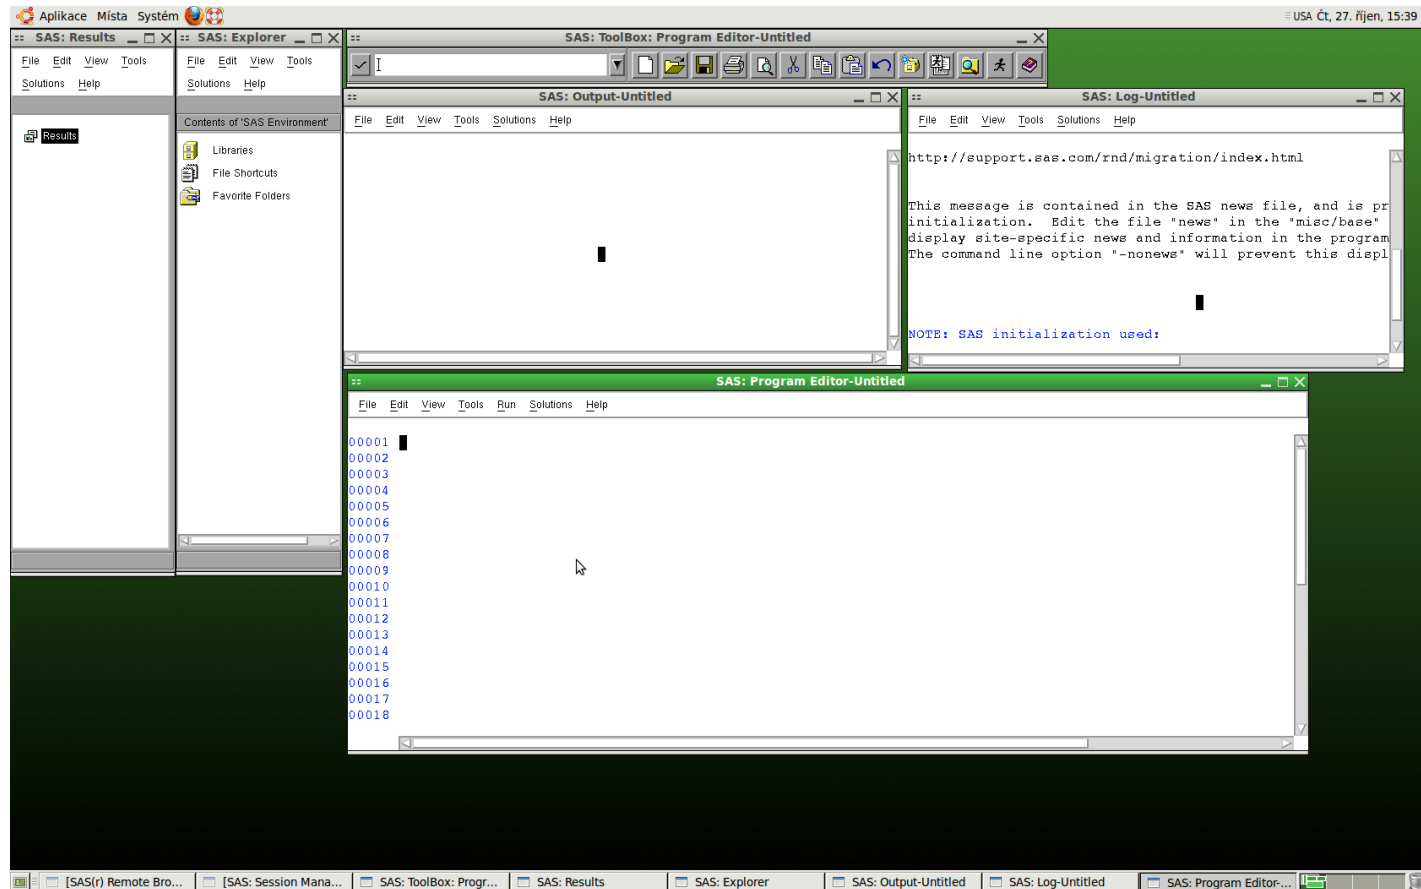 Aplikace Místa Systém
USA Čt, 27. říjen, 15:39
SAS: Results
File Edit View Tools
Solutions Help
Results
SAS: Explorer
File Edit View Tools
Solutions Help
Contents of 'SAS Environment'
Libraries
File Shortcuts
Favorite Folders
SAS: ToolBox: Program Editor-Untitled
SAS: Output-Untitled
File Edit View Tools Solutions Help
SAS: Log-Untitled
File Edit View Tools Solutions Help
http://support.sas.com/rnd/migration/index.html
This message is contained in the SAS news file, and is pr
initialization. Edit the file "news" in the "misc/base"
display site-specific news and information in the program
The command line option "-nonews" will prevent this displ
NOTE: SAS initialization used:
SAS: Program Editor-Untitled
File Edit View Tools Run Solutions Help
00001
00002
00003
00004
00005
00006
00007
00008
00009
00010
00011
00012
00013
00014
00015
00016
00017
00018
[SAS(r) Remote Bro... [SAS: Session Mana... SAS: ToolBox: Progr... SAS: Results SAS: Explorer SAS: Output-Untitled SAS: Log-Untitled SAS: Program Editor-...